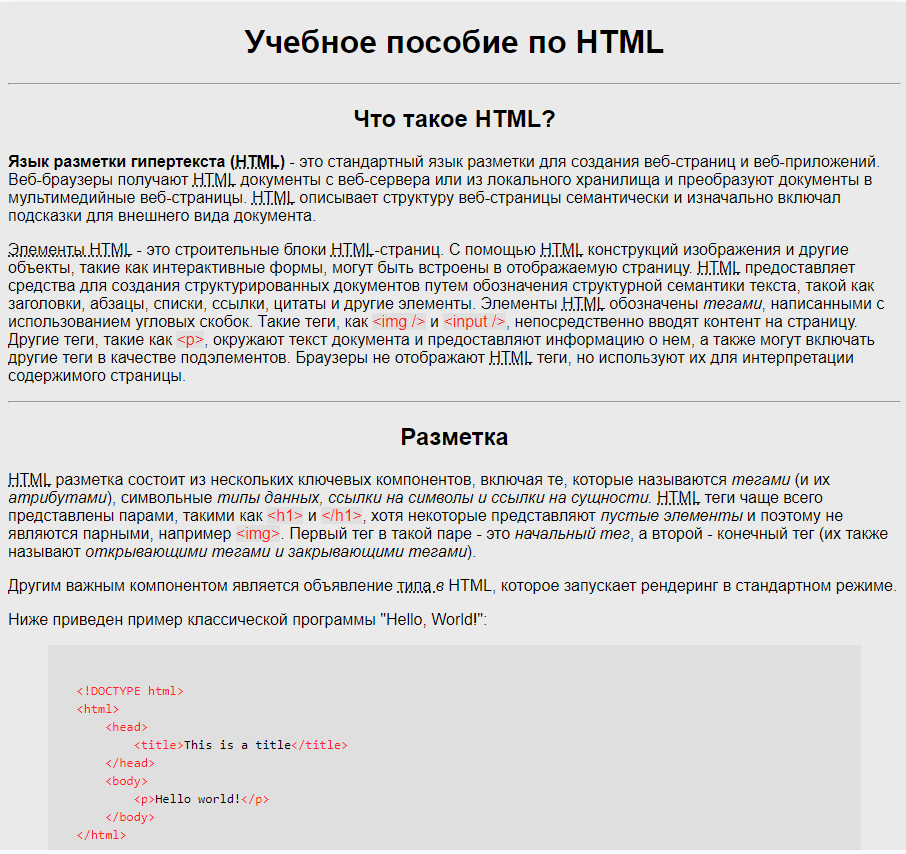 Учебное пособие по HTML
Что такое HTML?
Язык разметки гипертекста (HTML) - это стандартный язык разметки для создания веб-страниц и веб-приложений.
Веб-браузеры получают HTML документы с веб-сервера или из локального хранилища и преобразуют документы в
мультимедийные веб-страницы. HTML описывает структуру веб-страницы семантически и изначально включал
подсказки для внешнего вида документа.
Элементы HTML - это строительные блоки HTML-страниц. С помощью HTML конструкций изображения и другие
объекты, такие как интерактивные формы, могут быть встроены в отображаемую страницу. HTML предоставляет
средства для создания структурированных документов путем обозначения структурной семантики текста, такой как
заголовки, абзацы, списки, ссылки, цитаты и другие элементы. Элементы HTML обозначены тегами, написанными с
использованием угловых скобок. Такие теги, как <img /> и <input />, непосредственно вводят контент на страницу.
Другие теги, такие как <p>, окружают текст документа и предоставляют информацию о нем, а также могут включать
другие теги в качестве подэлементов. Браузеры не отображают HTML теги, но используют их для интерпретации
содержимого страницы.
Разметка
HTML разметка состоит из нескольких ключевых компонентов, включая те, которые называются тегами (и их
атрибутами), символьные типы данных, ссылки на символы и ссылки на сущности. HTML теги чаще всего
представлены парами, такими как <h1> и </h1>, хотя некоторые представляют пустые элементы и поэтому не
являются парными, например <img>. Первый тег в такой паре - это начальный тег, а второй - конечный тег (их также
называют открывающими тегами и закрывающими тегами).
Другим важным компонентом является объявление типа в HTML, которое запускает рендеринг в стандартном режиме.
Ниже приведен пример классической программы "Hello, World!":
<!DOCTYPE html>
<html>
<head>
<title>This is a title</title>
</head>
<body>
<p>Hello world!</p>
</body>
</html>